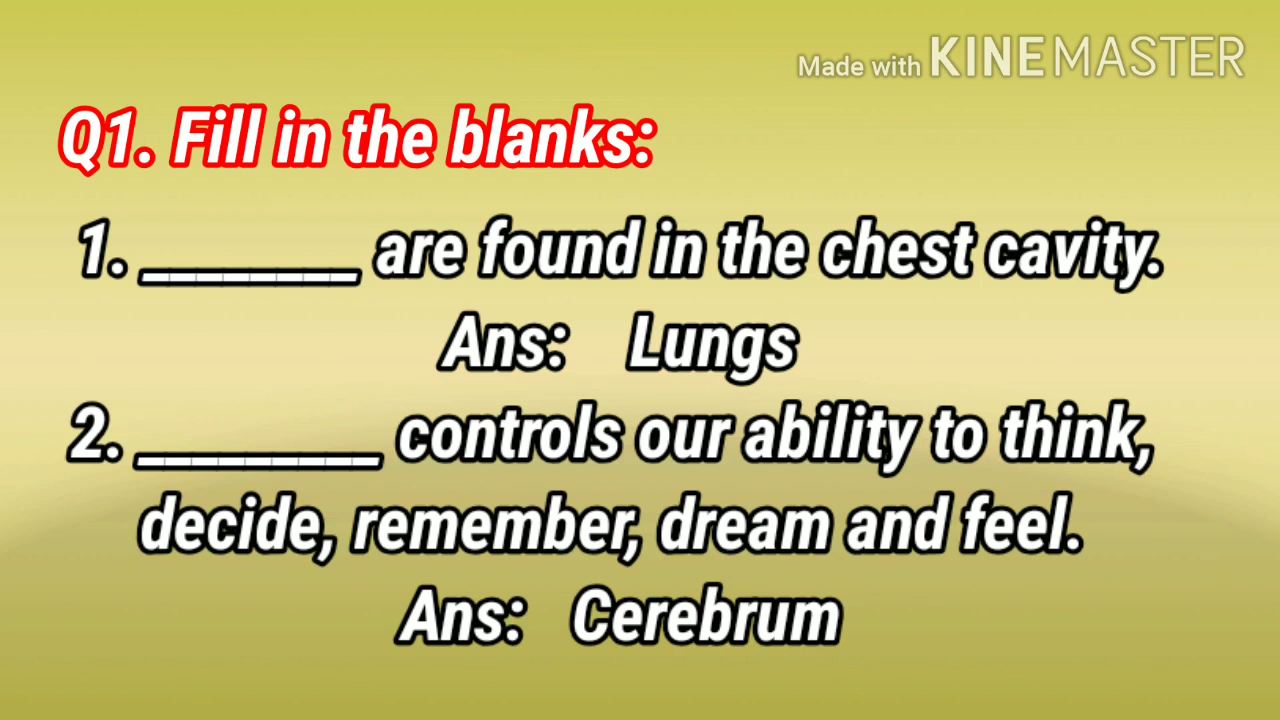 Made with KINEMASTER
Q1. Fill in the blanks:
1. ________ are found in the chest cavity.
Ans: Lungs
2. _________ controls our ability to think,
decide, remember, dream and feel.
Ans: Cerebrum